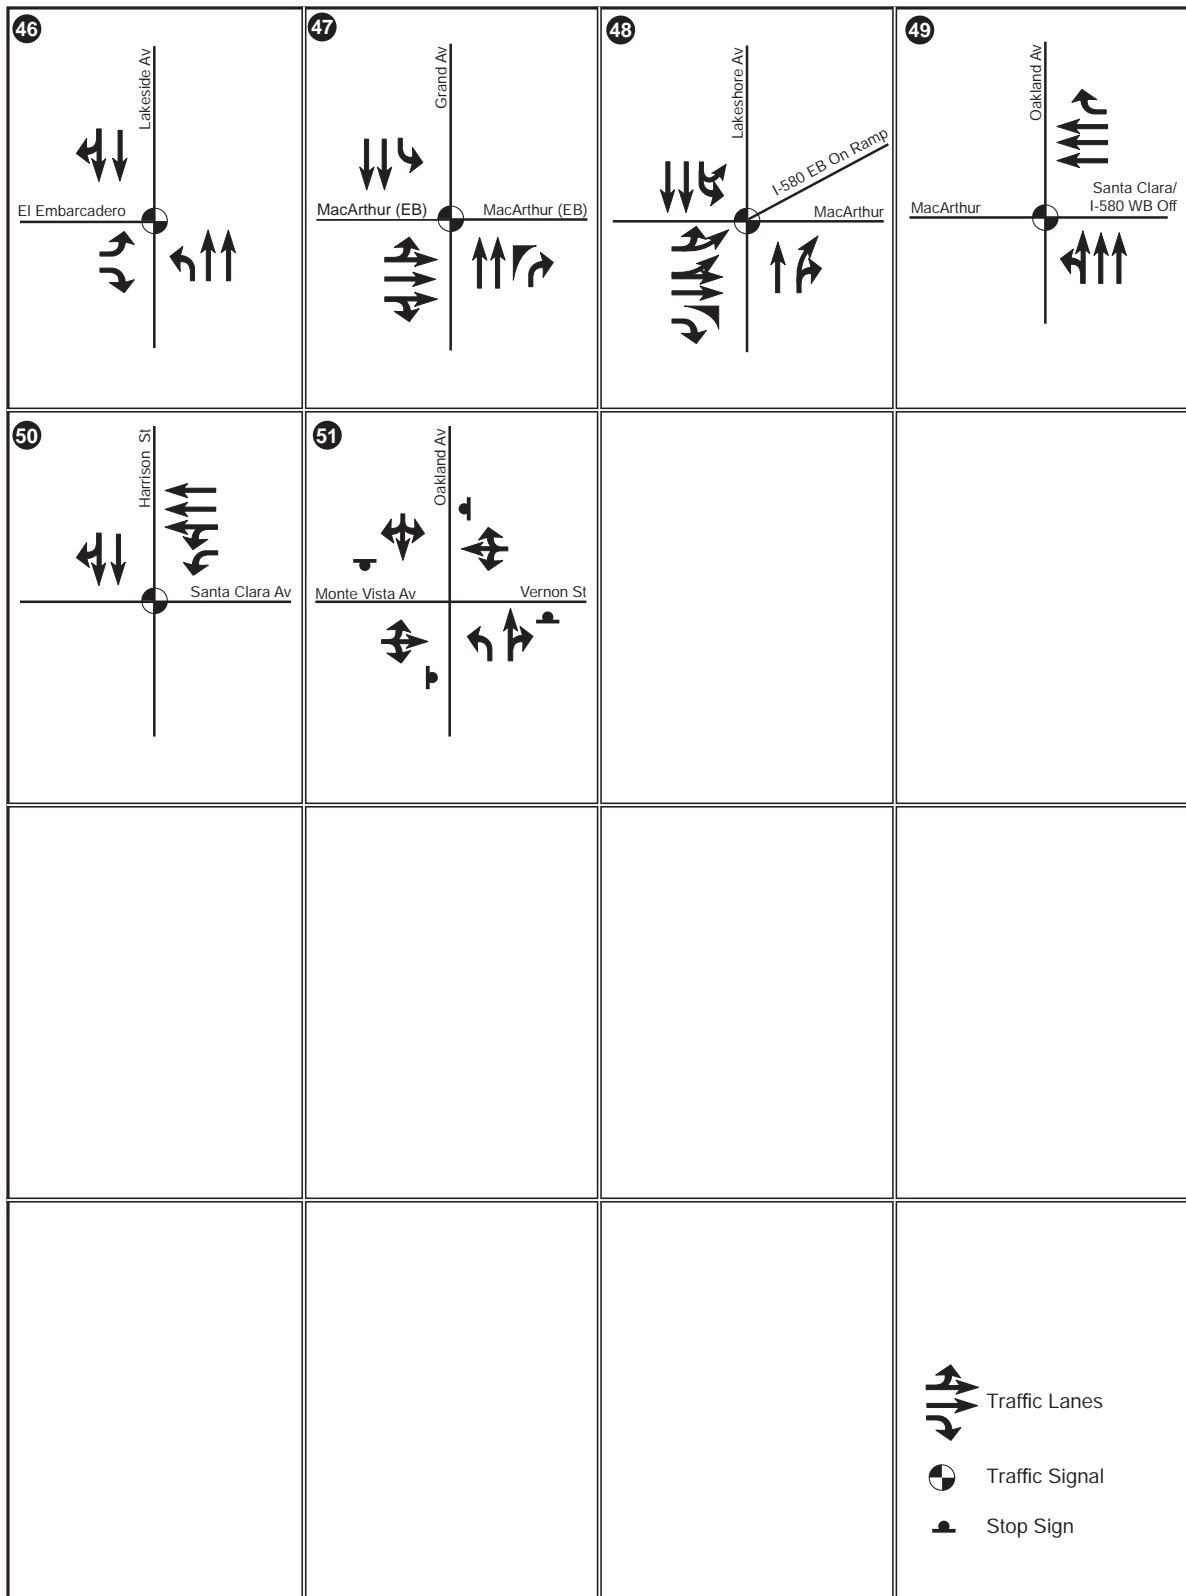 46
Lakeside Av
El Embarcadero
47
Grand Av
MacArthur (EB)
MacArthur (EB)
48
Lakeshore Av
I-580 EB On Ramp
MacArthur
49
Oakland Av
MacArthur
Santa Clara/
I-580 WB Off
50
Harrison St
Santa Clara Av
51
Oakland Av
Monte Vista Av
Vernon St
Traffic Lanes
Traffic Signal
Stop Sign